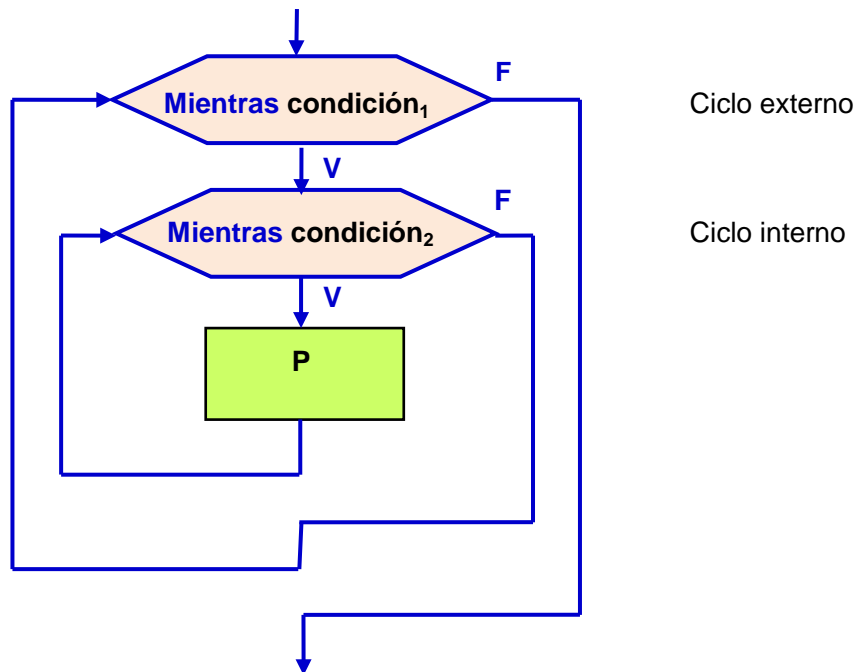 F
Mientras condición₁
Ciclo externo
V
F
Mientras condición₂
Ciclo interno
V
P